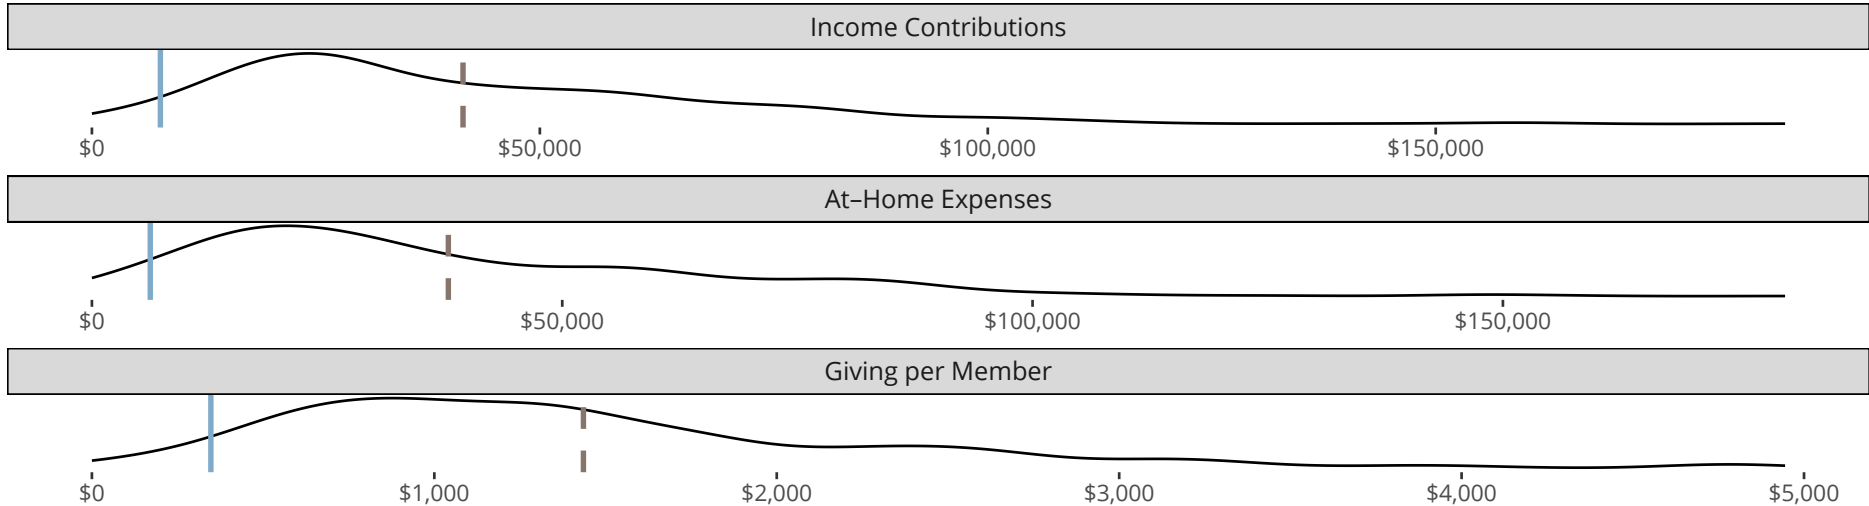 Income Contributions
$0 $50,000 $100,000 $150,000
At–Home Expenses
$0 $50,000 $100,000 $150,000
Giving per Member
$0 $1,000 $2,000 $3,000 $4,000 $5,000